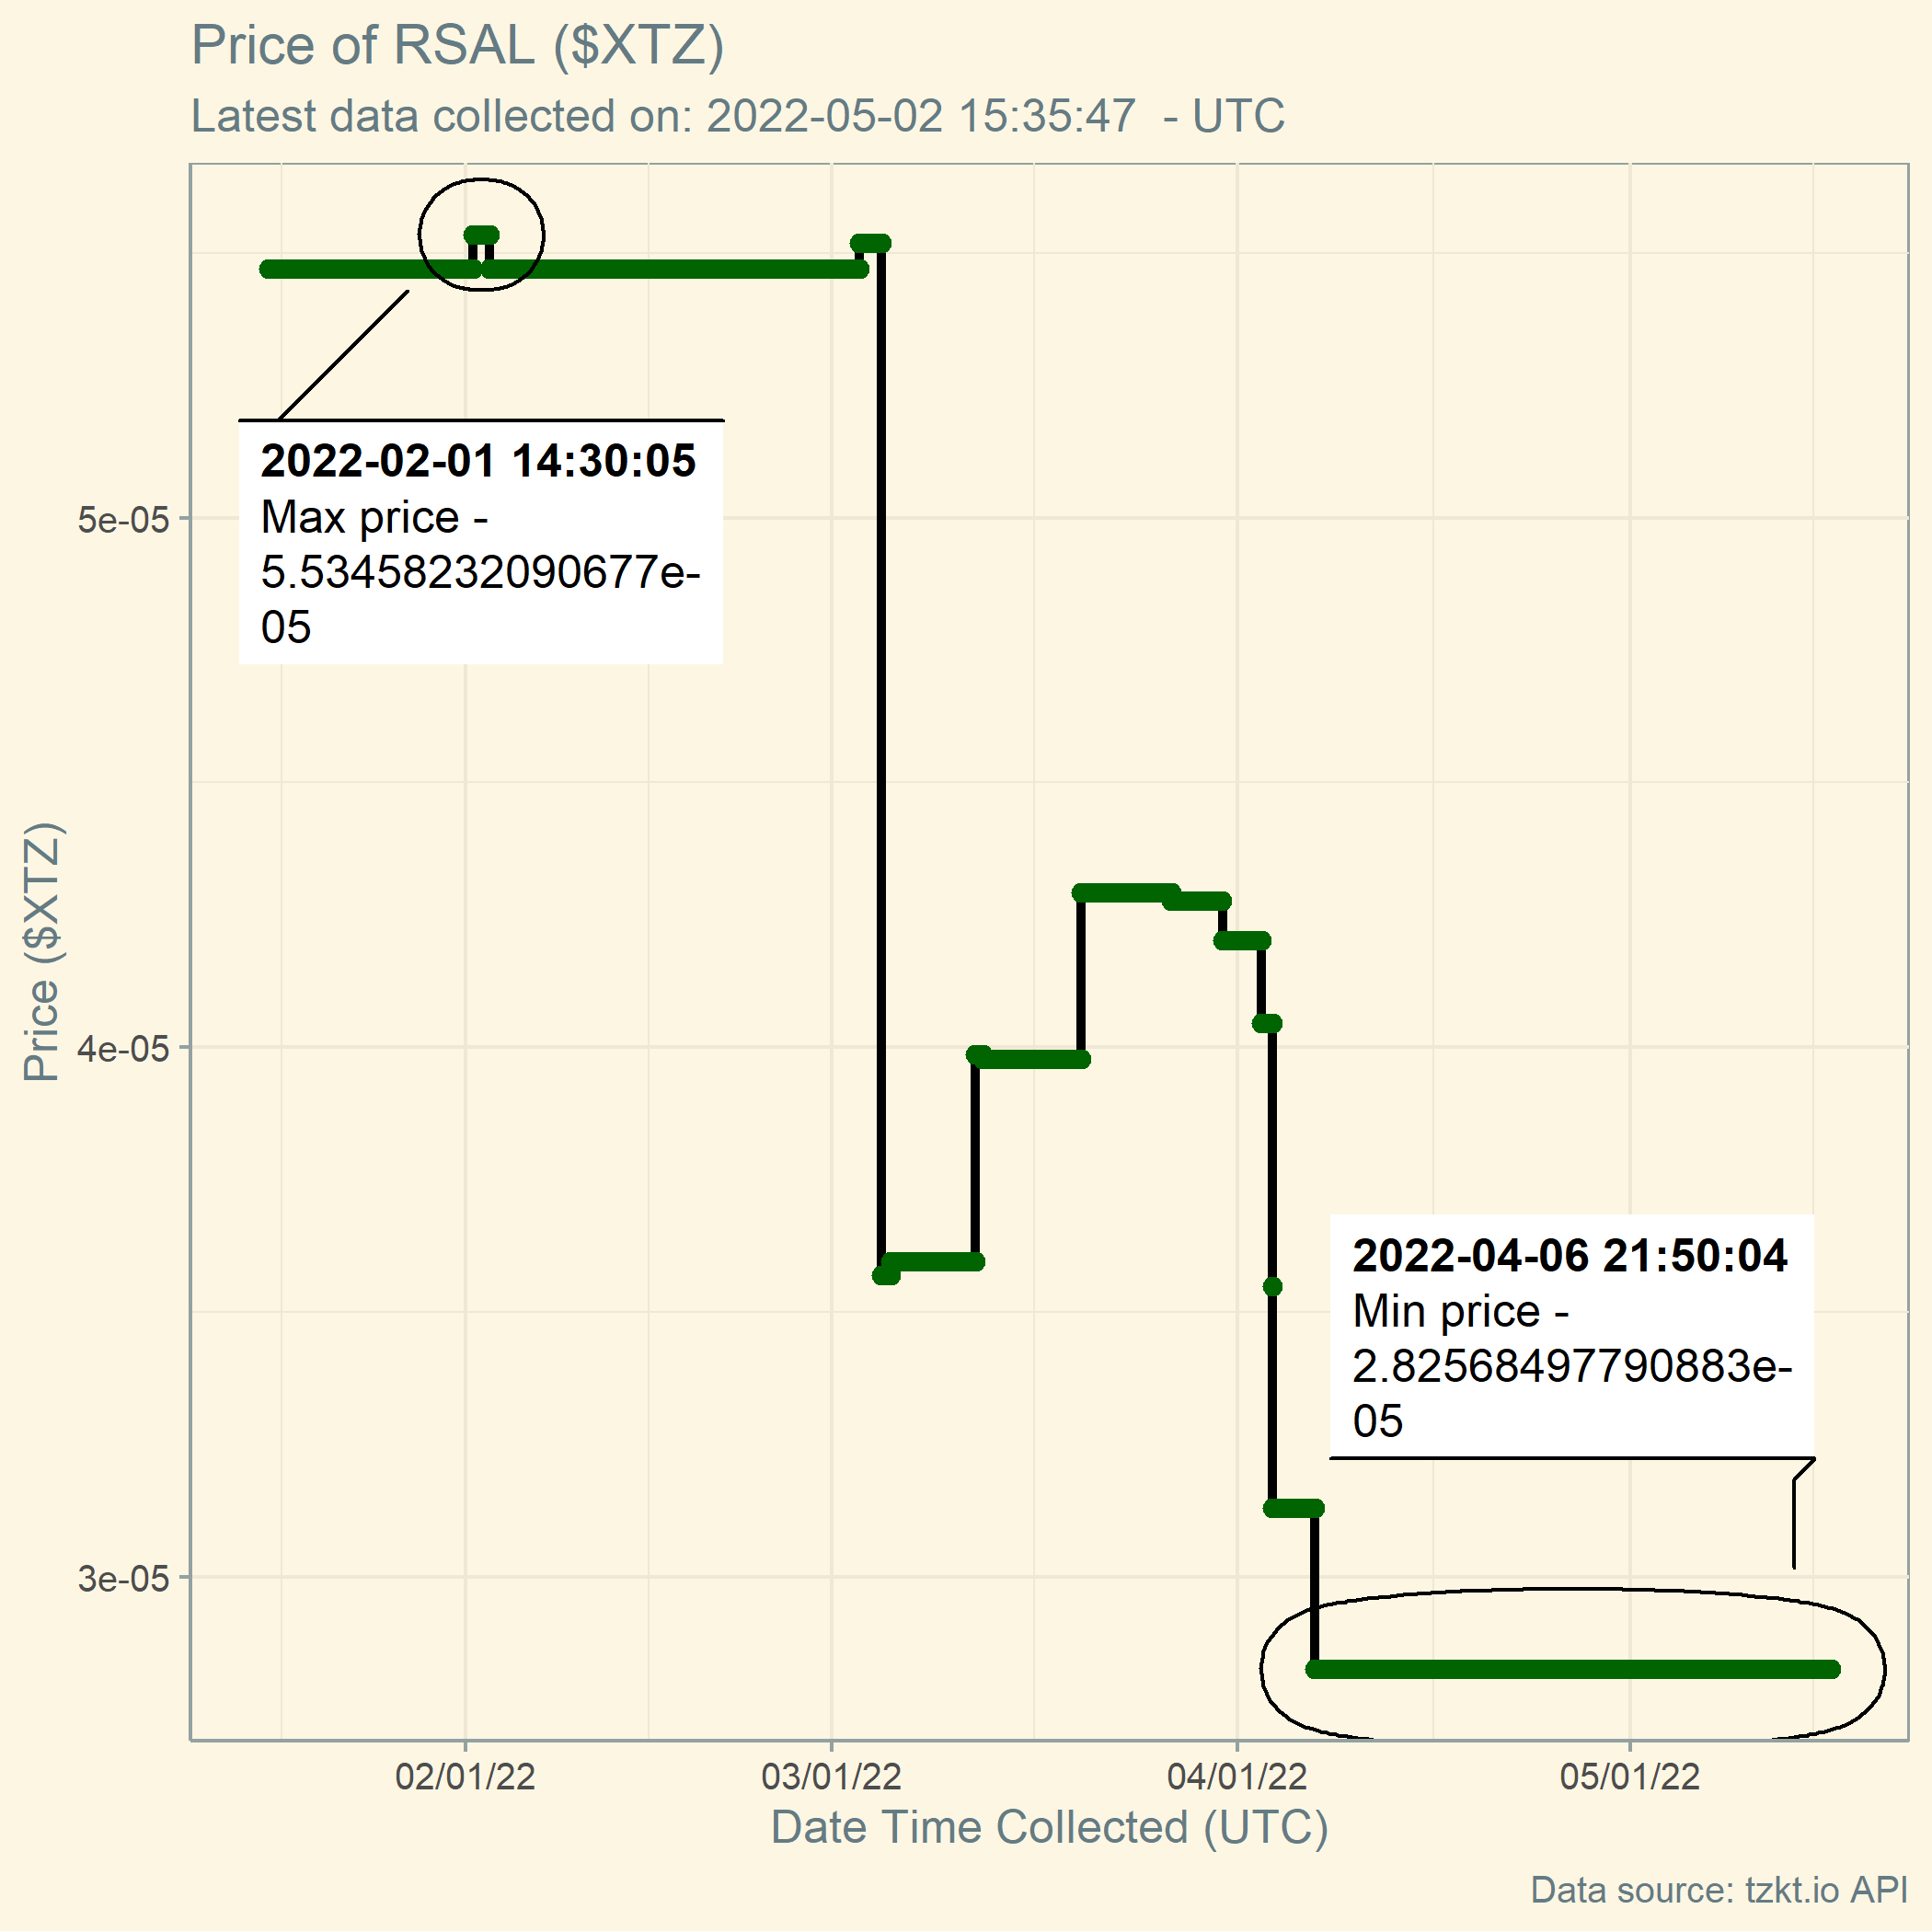 Price of RSAL ($XTZ)
Latest data collected on: 2022-05-02 15:35:47  - UTC
2022-02-01 14:30:05
Max price -
5.53458232090677e-
05
5e-05
4e-05
3e-05
Price ($XTZ)
2022-04-06 21:50:04
Min price -
2.82568497790883e-
05
02/01/22
03/01/22
04/01/22
05/01/22
Date Time Collected (UTC)
Data source: tzkt.io API